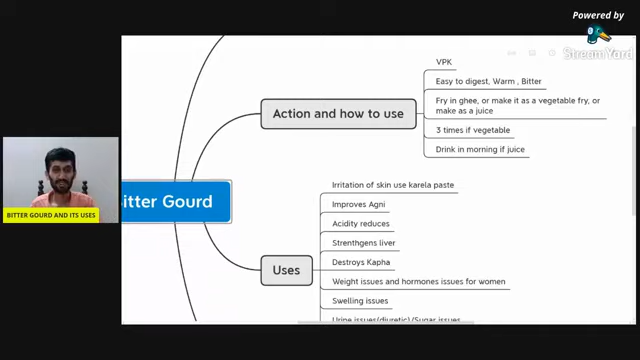 Powered by
StreamYard
VPK
Easy to digest, Warm , Bitter
Fry in ghee, or make it as a vegetable fry, or
make as a juice
Action and how to use
3 times if vegetable
Drink in morning if juice
BITTER GOURD AND ITS USES
itter Gourd
Irritation of skin use karela paste
Improves Agni
Acidity reduces
Strenthgens liver
Uses
Destroys Kapha
Weight issues and hormones issues for women
Swelling issues
Urine issues(diuretic)/Sugar issues